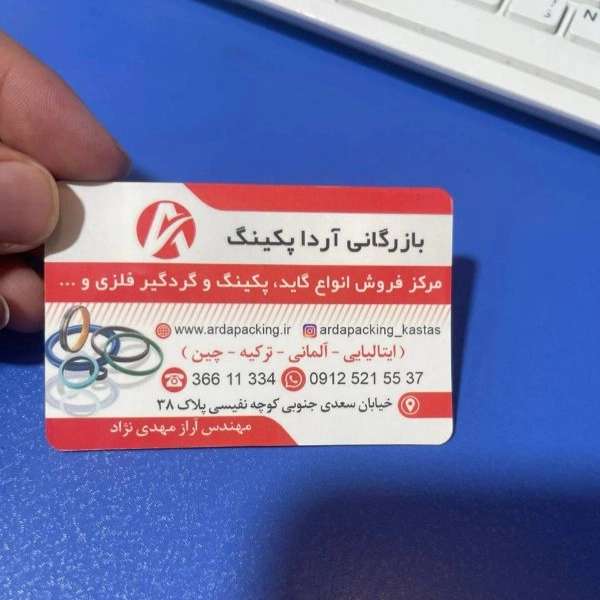 بازرگانی آردا پکینگ
مرکز فروش انواع گاید، پکینگ و گردگیر فلزی و ...
www.ardapacking.ir ardapacking_kastas
( ایتالیایی - آلمانی - ترکیه - چین )
366 11 334 0912 521 55 37
خیابان سعدی جنوبی کوچه نفیسی پلاک ۳۸
مهندس آراز مهدی نژاد